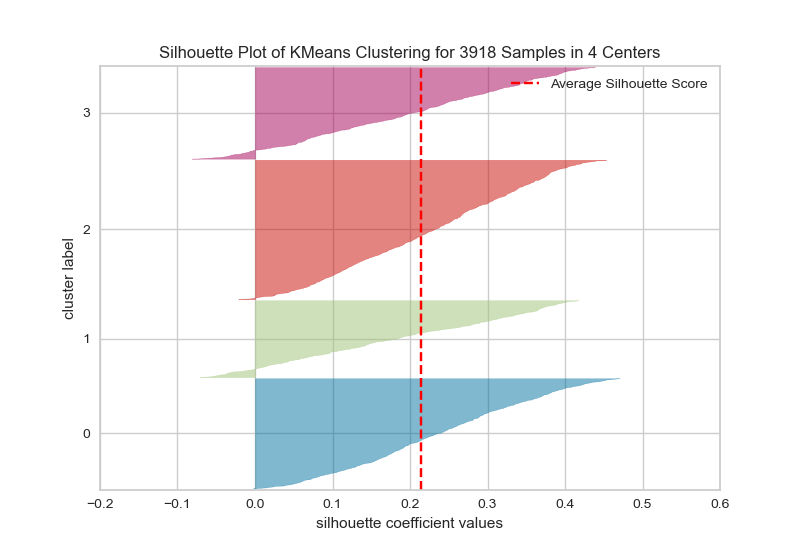 Silhouette Plot of KMeans Clustering for 3918 Samples in 4 Centers
Average Silhouette Score
3
2
1
0
cluster label
−0.2 −0.1 0.0 0.1 0.2 0.3 0.4 0.5 0.6
silhouette coefficient values